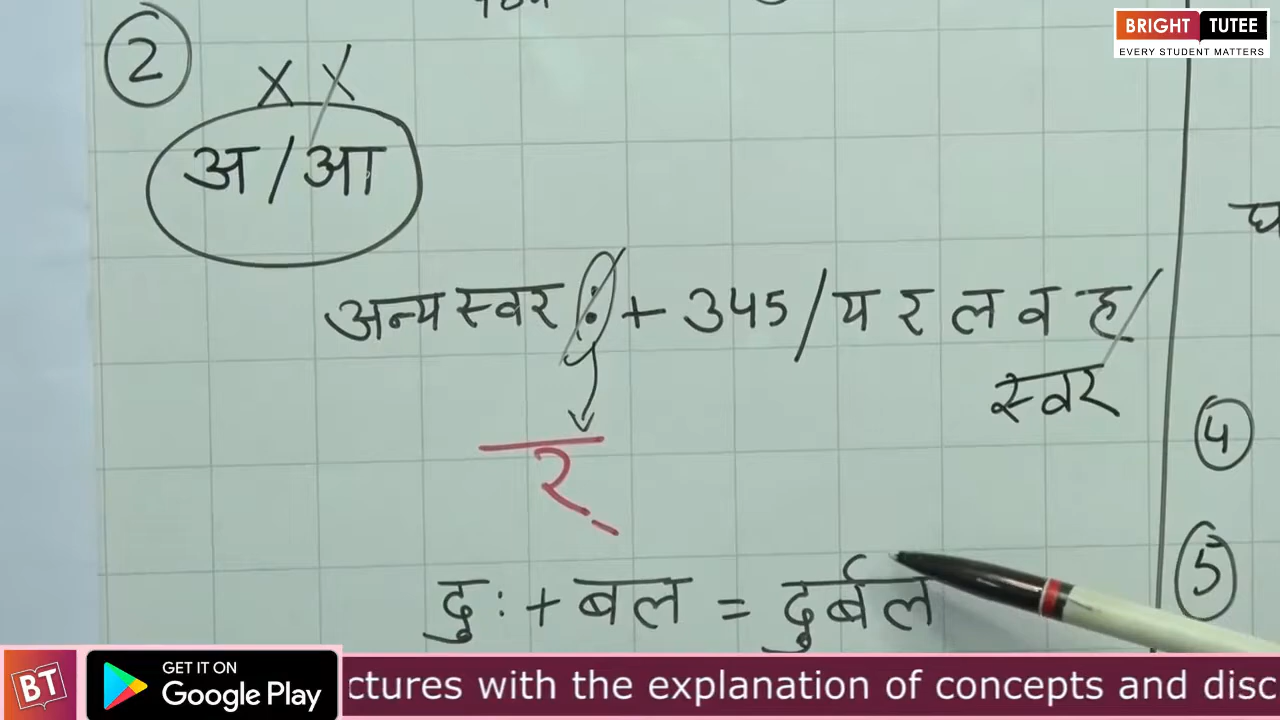 BRIGHT TUTEE
EVERY STUDENT MATTERS
2
x x
अ/आ
अन्य स्वर : + 345/य र ल व ह/
स्वर
र्
4
5
दुः + बल = दुर्बल
BT
GET IT ON
Google Play
ctures with the explanation of concepts and disc